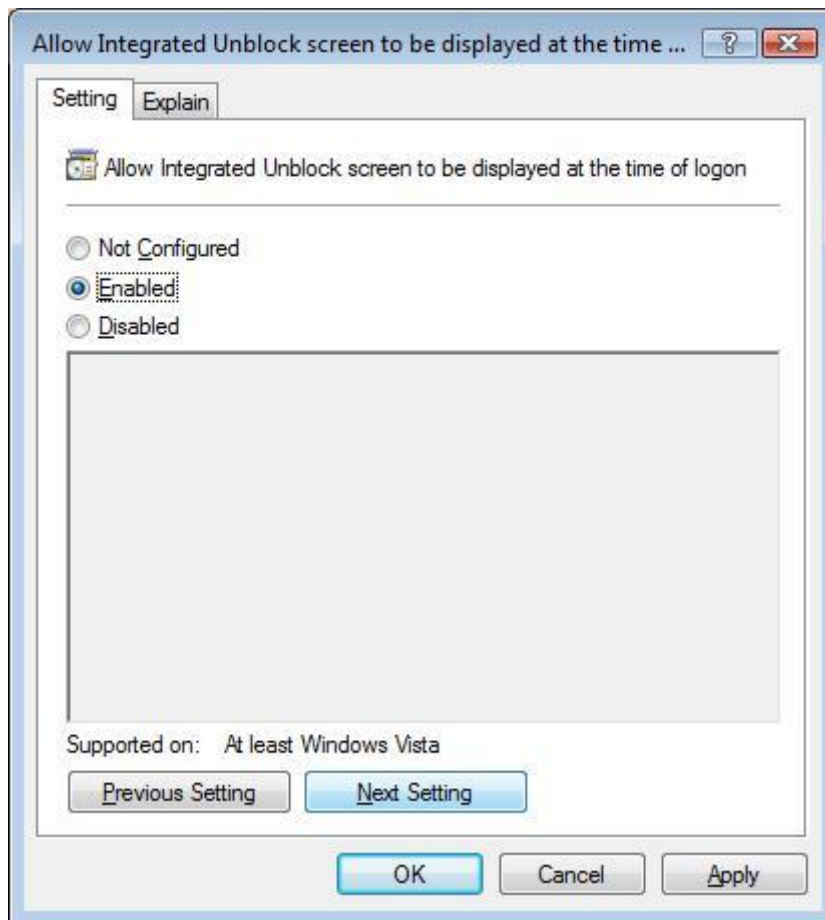 Allow Integrated Unblock screen to be displayed at the time ...
Setting Explain
Allow Integrated Unblock screen to be displayed at the time of logon
Not Configured
Enabled
Disabled
Supported on: At least Windows Vista
Previous Setting Next Setting
OK Cancel Apply